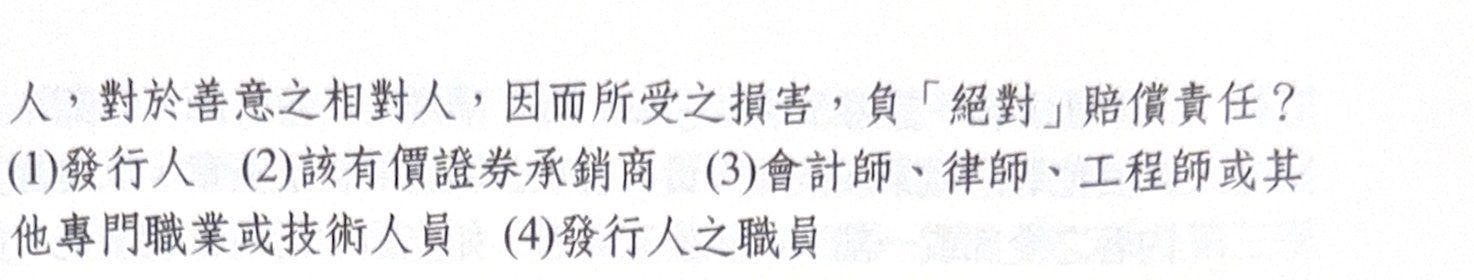 人，對於善意之相對人，因而所受之損害，負「絕對」賠償責任？
(1)發行人　(2)該有價證券承銷商　(3)會計師、律師、工程師或其
他專門職業或技術人員　(4)發行人之職員